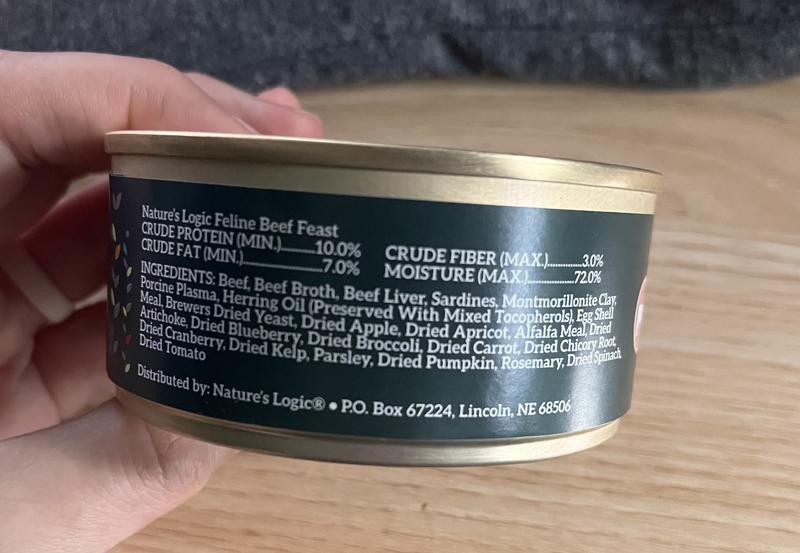 Nature's Logic Feline Beef Feast
CRUDE PROTEIN (MIN.)........10.0%
CRUDE FAT (MIN.)...................7.0%
CRUDE FIBER (MAX.)............3.0%
MOISTURE (MAX.)................72.0%
INGREDIENTS: Beef, Beef Broth, Beef Liver, Sardines, Montmorillonite Clay,
Porcine Plasma, Herring Oil (Preserved With Mixed Tocopherols), Egg Shell
Meal, Brewers Dried Yeast, Dried Apple, Dried Apricot, Alfalfa Meal, Dried
Artichoke, Dried Blueberry, Dried Broccoli, Dried Carrot, Dried Chicory Root,
Dried Cranberry, Dried Kelp, Parsley, Dried Pumpkin, Rosemary, Dried Spinach,
Dried Tomato
Distributed by: Nature's Logic® • P.O. Box 67224, Lincoln, NE 68506